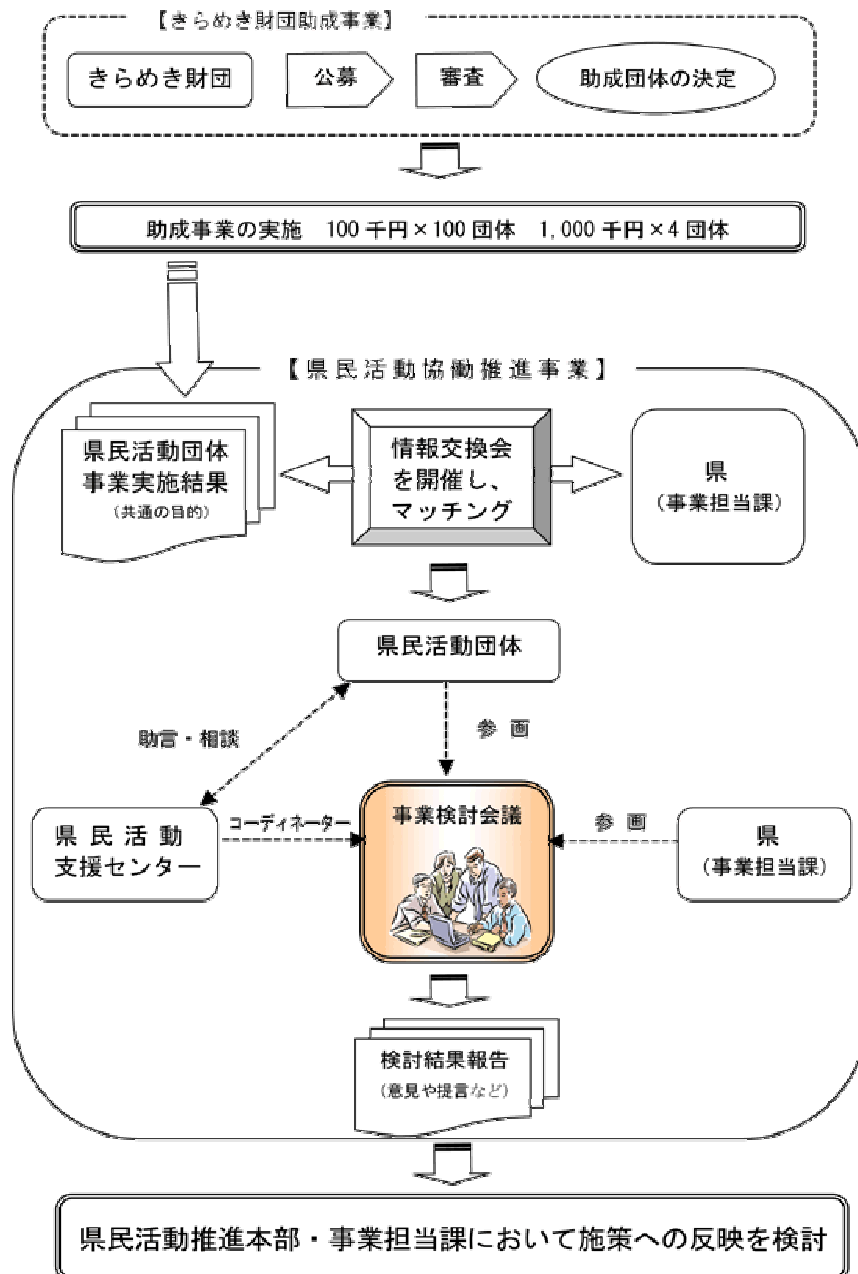 【きらめき財団助成事業】
きらめき財団
公募
審査
助成団体の決定
助成事業の実施 100千円×100団体 1,000千円×4団体
【県民活動協働推進事業】
県民活動団体
事業実施結果
(共通の目的)
情報交換会
を開催し、
マッチング
県
(事業担当課)
県民活動団体
助言・相談
参 画
県 民 活 動
支援センター
コーディネーター
事業検討会議
参 画
県
(事業担当課)
検討結果報告
(意見や提言など)
県民活動推進本部・事業担当課において施策への反映を検討